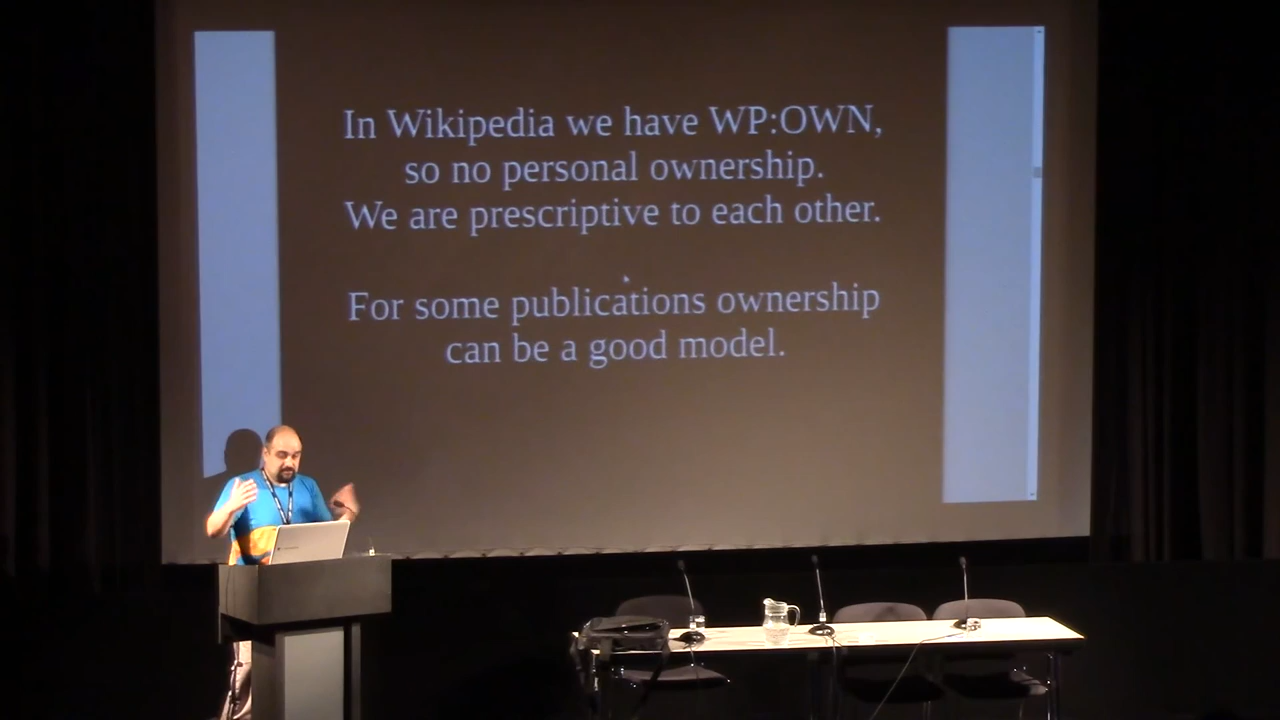 In Wikipedia we have WP:OWN,
so no personal ownership.
We are prescriptive to each other.
For some publications ownership
can be a good model.